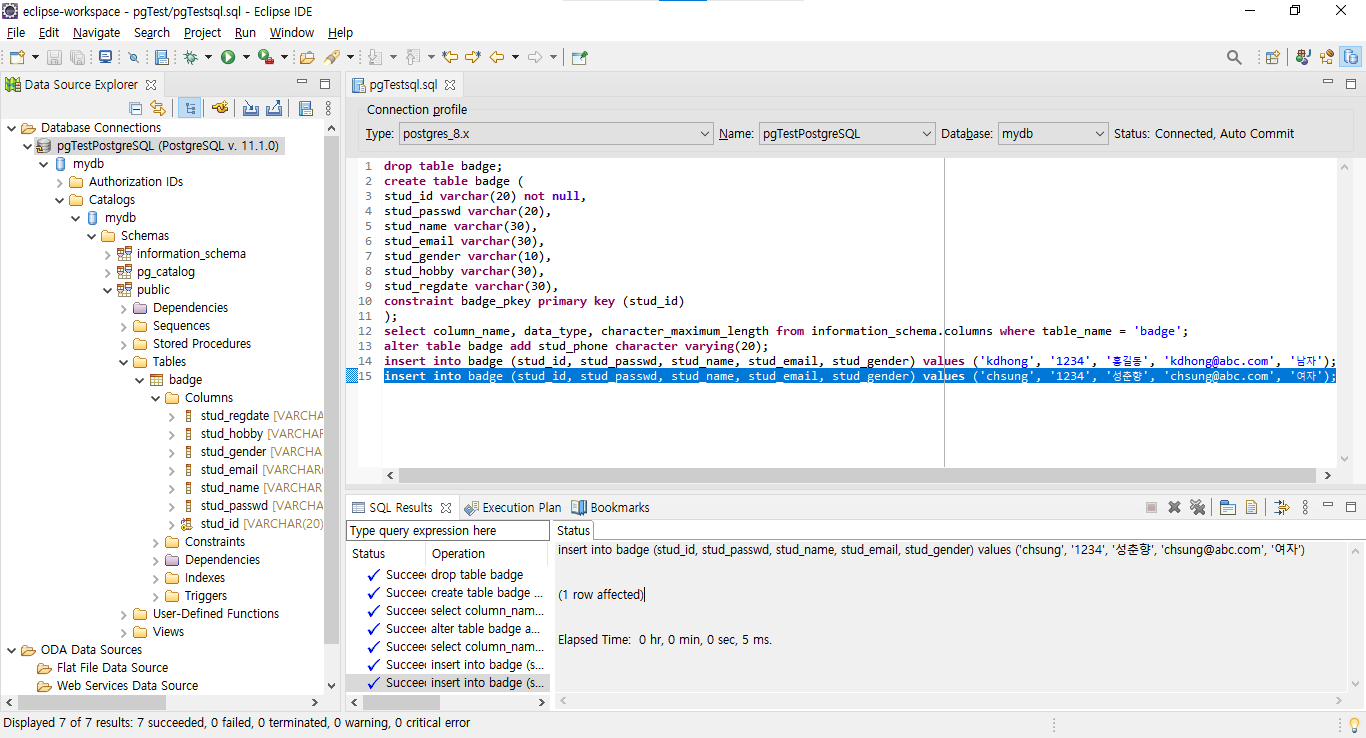 eclipse-workspace - pgTest/pgTestsql.sql - Eclipse IDE
File Edit Navigate Search Project Run Window Help
Data Source Explorer
Database Connections
pgTestPostgreSQL (PostgreSQL v. 11.1.0)
mydb
Authorization IDs
Catalogs
mydb
Schemas
information_schema
pg_catalog
public
Dependencies
Sequences
Stored Procedures
Tables
badge
Columns
stud_regdate [VARCHA
stud_hobby [VARCHAR
stud_gender [VARCHA
stud_email [VARCHAR(
stud_name [VARCHAR
stud_passwd [VARCHA
stud_id [VARCHAR(20)
Constraints
Dependencies
Indexes
Triggers
User-Defined Functions
Views
ODA Data Sources
Flat File Data Source
Web Services Data Source
pgTestsql.sql
Connection profile
Type: postgres_8.x Name: pgTestPostgreSQL Database: mydb Status: Connected, Auto Commit
1 drop table badge;
2 create table badge (
3 stud_id varchar(20) not null,
4 stud_passwd varchar(20),
5 stud_name varchar(30),
6 stud_email varchar(30),
7 stud_gender varchar(10),
8 stud_hobby varchar(30),
9 stud_regdate varchar(30),
10 constraint badge_pkey primary key (stud_id)
11 );
12 select column_name, data_type, character_maximum_length from information_schema.columns where table_name = 'badge';
13 alter table badge add stud_phone character varying(20);
14 insert into badge (stud_id, stud_passwd, stud_name, stud_email, stud_gender) values ('kdhong', '1234', '홍길동', 'kdhong@abc.com', '남자');
15 insert into badge (stud_id, stud_passwd, stud_name, stud_email, stud_gender) values ('chsung', '1234', '성춘향', 'chsung@abc.com', '여자');
SQL Results Execution Plan Bookmarks
Type query expression here
Status Operation
Succee drop table badge
Succee create table badge ...
Succee select column_nam...
Succee alter table badge a...
Succee select column_nam...
Succee insert into badge (s...
Succee insert into badge (s...
Status
insert into badge (stud_id, stud_passwd, stud_name, stud_email, stud_gender) values ('chsung', '1234', '성춘향', 'chsung@abc.com', '여자')
(1 row affected)
Elapsed Time: 0 hr, 0 min, 0 sec, 5 ms.
Displayed 7 of 7 results: 7 succeeded, 0 failed, 0 terminated, 0 warning, 0 critical error